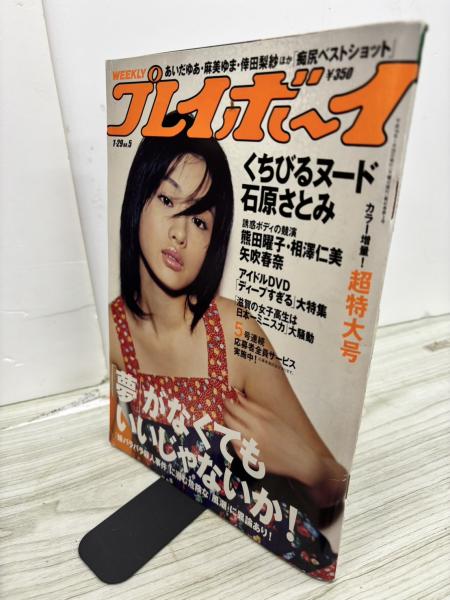 WEEKLY
あいだゆあ・麻美ゆま・倖田梨紗ほか「痴尻ベストショット」
¥350
プレイボーイ
1・29 no.5
くちびるヌード
石原さとみ
カラー増量!
超特大号
誘惑ボディの競演
熊田曜子・相澤仁美
矢吹春奈
アイドルDVD
「ディープすぎる」大特集
「滋賀の女子高生は
日本一ミニスカ」大騒動
5号連続
応募者全員サービス
実施中!
夢がなくても
いいじゃないか!